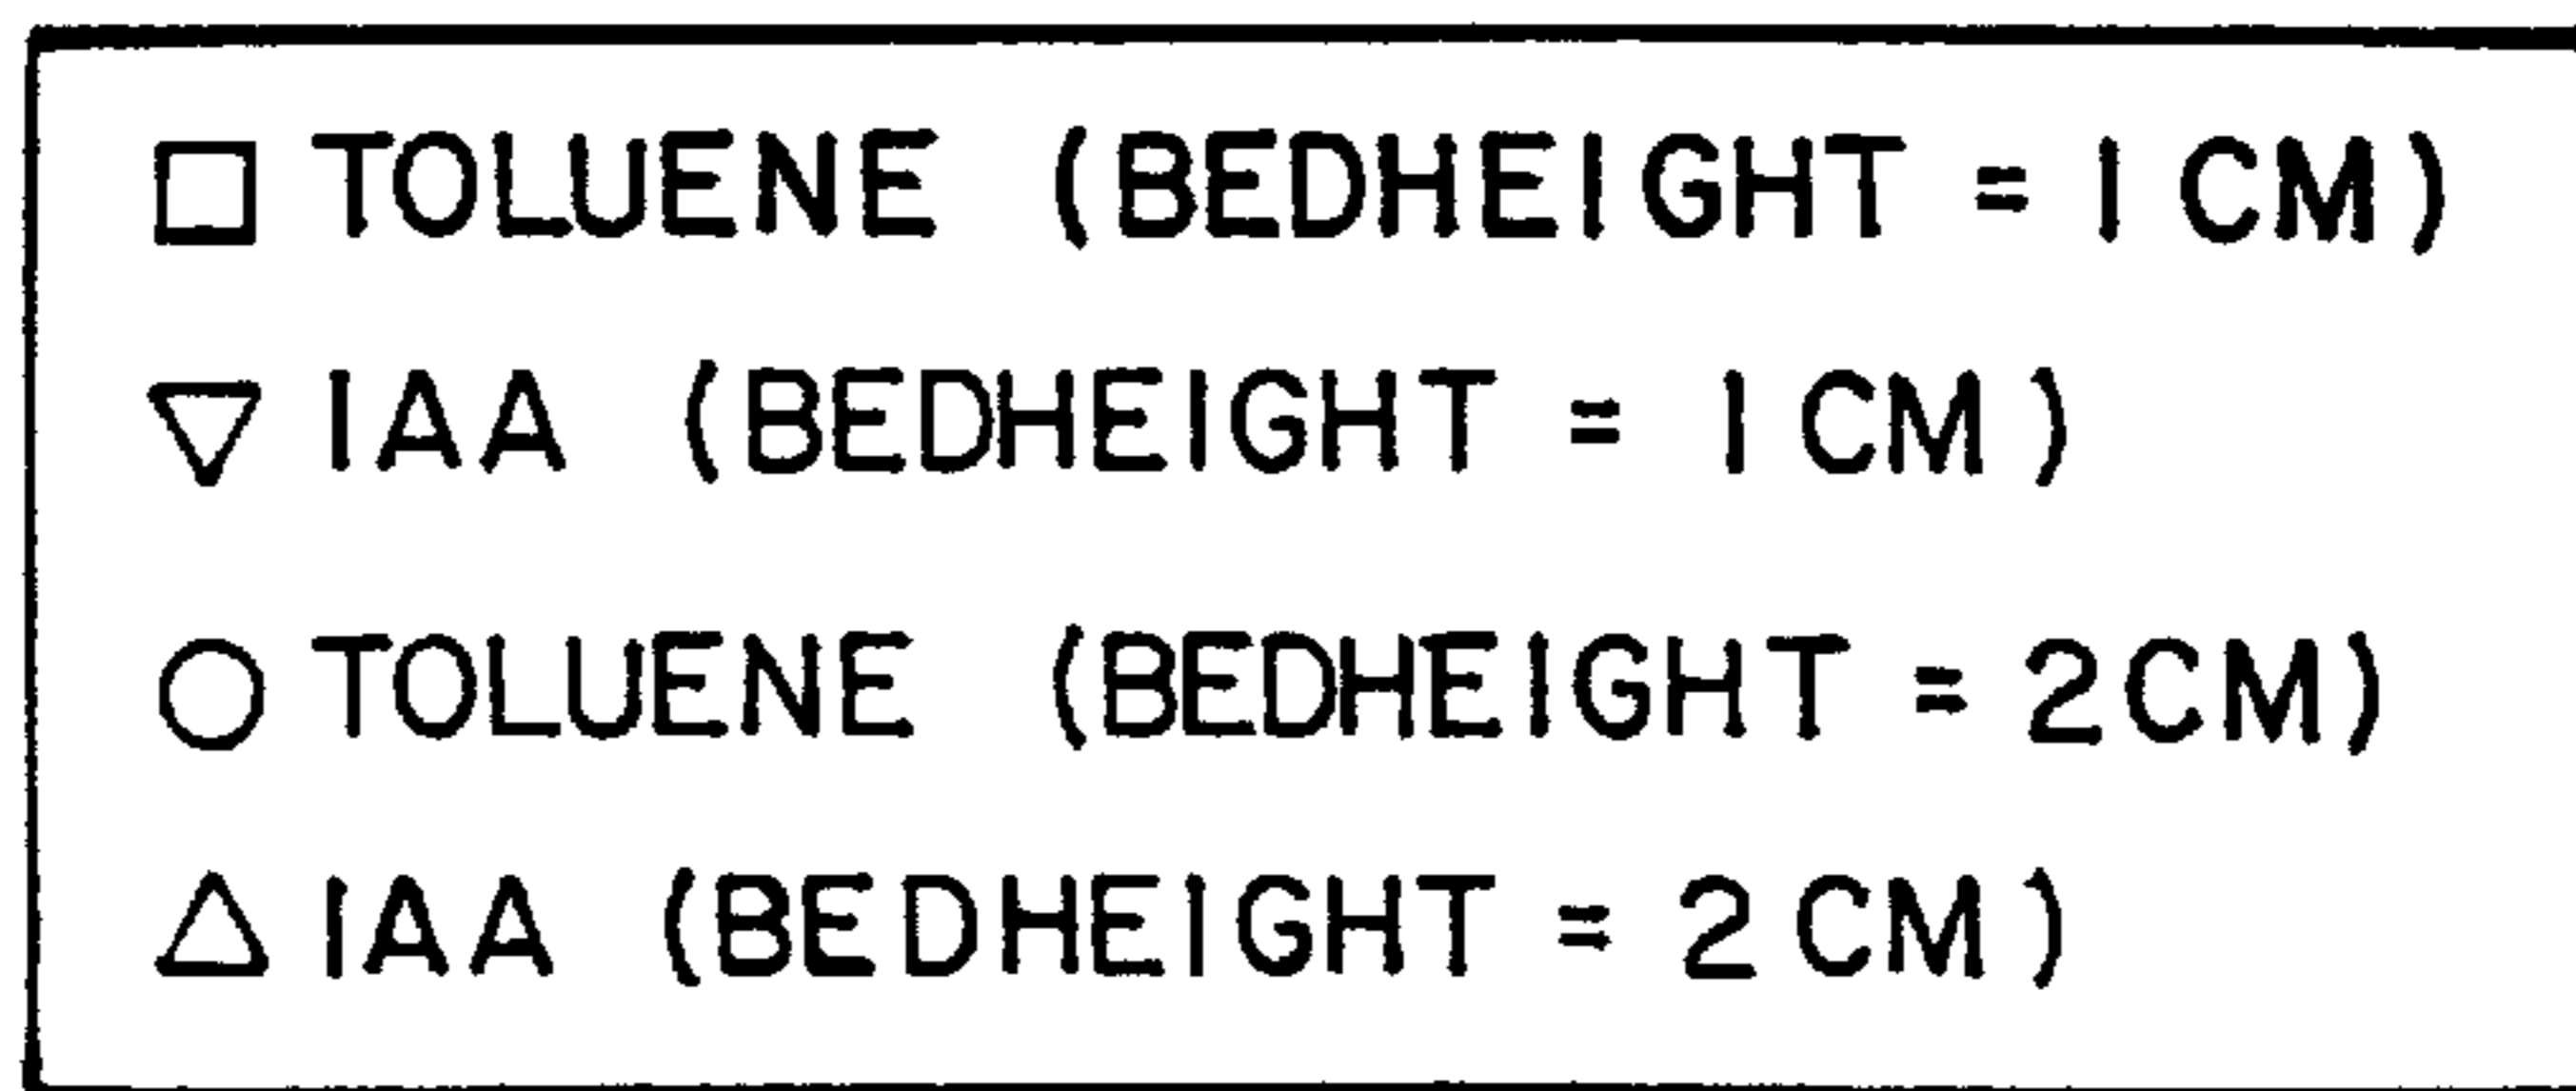 □ TOLUENE (BEDHEIGHT = 1 CM)
▽ IAA (BEDHEIGHT = 1 CM)
○ TOLUENE (BEDHEIGHT = 2CM)
△ IAA (BEDHEIGHT = 2 CM)